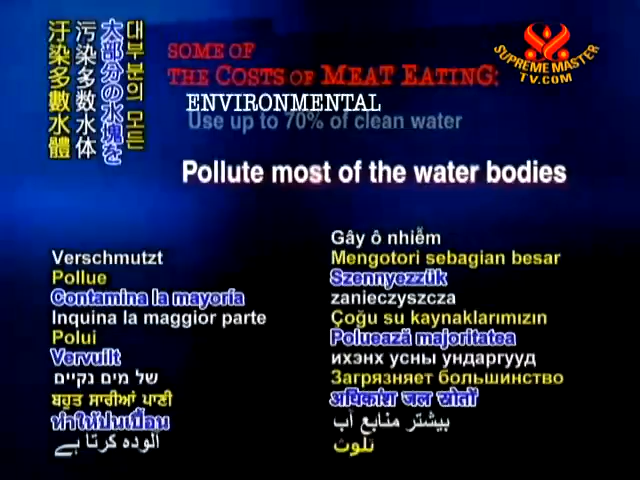 대부분의 모든
大部分の水塊を
污染多数水体
汙染多數水體
SOME OF
THE COSTS OF MEAT EATING:
ENVIRONMENTAL
Use up to 70% of clean water
Pollute most of the water bodies
SUPREME MASTER
TV.COM
Verschmutzt
Pollue
Contamina la mayoría
Inquina la maggior parte
Polui
Vervuilt
של מים נקיים
ਬਹੁਤ ਸਾਰੀਆਂ ਪਾਣੀ
ทำให้ปนเปื้อน
آلودہ کرتا ہے
Gây ô nhiễm
Mengotori sebagian besar
Szennyezzük
zanieczyszcza
Çoğu su kaynaklarımızın
Poluează majoritatea
ихэнх усны ундаргууд
Загрязняет большинство
अधिकांश जल स्रोतों
بیشتر منابع آب
تلوث